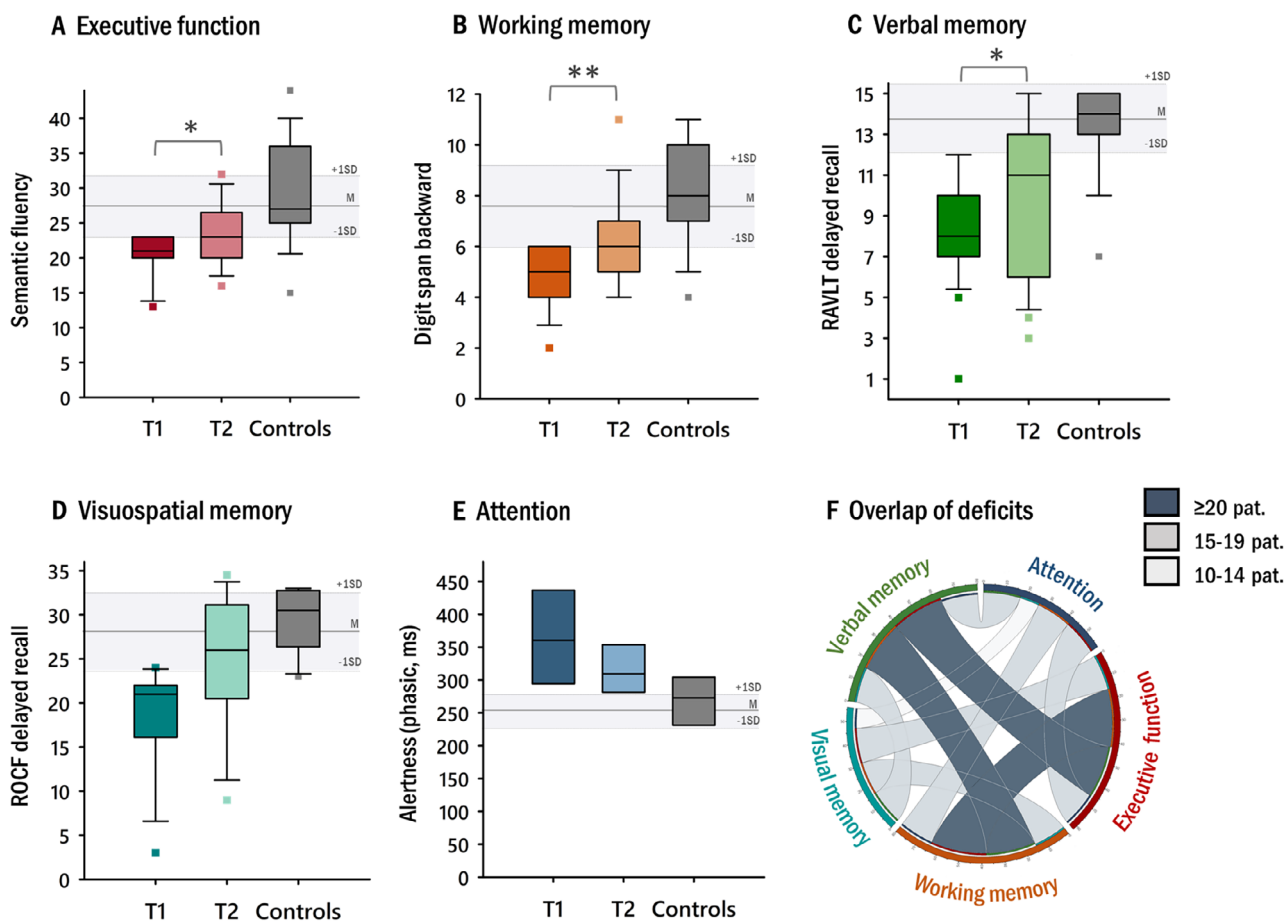 A Executive function
*
40
35
30
25
20
15
10
5
0
Semantic fluency
+1SD
M
-1SD
T1 T2 Controls
B Working memory
**
12
10
8
6
4
2
0
Digit span backward
+1SD
M
-1SD
T1 T2 Controls
C Verbal memory
*
15
13
11
9
7
5
3
1
RAVLT delayed recall
+1SD
M
-1SD
T1 T2 Controls
D Visuospatial memory
35
30
25
20
15
10
5
0
ROCF delayed recall
+1SD
M
-1SD
T1 T2 Controls
E Attention
450
400
350
300
250
200
150
100
50
0
Alertness (phasic, ms)
+1SD
M
-1SD
T1 T2 Controls
F Overlap of deficits
≥20 pat.
15-19 pat.
10-14 pat.
Verbal memory
Attention
Executive function
Working memory
Visual memory